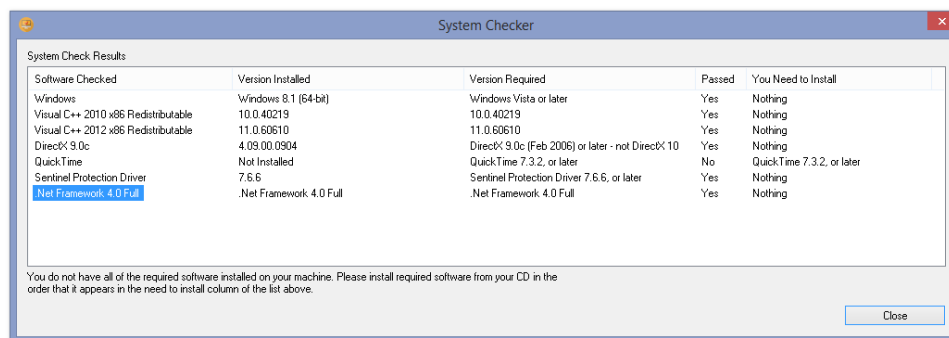 System Checker
System Check Results
Software Checked Version Installed Version Required Passed You Need to Install
Windows Windows 8.1 (64-bit) Windows Vista or later Yes Nothing
Visual C++ 2010 x86 Redistributable 10.0.40219 10.0.40219 Yes Nothing
Visual C++ 2012 x86 Redistributable 11.0.60610 11.0.60610 Yes Nothing
DirectX 9.0c 4.09.00.0904 DirectX 9.0c (Feb 2006) or later - not DirectX 10 Yes Nothing
QuickTime Not Installed QuickTime 7.3.2, or later No QuickTime 7.3.2, or later
Sentinel Protection Driver 7.6.6 Sentinel Protection Driver 7.6.6, or later Yes Nothing
.Net Framework 4.0 Full .Net Framework 4.0 Full .Net Framework 4.0 Full Yes Nothing
You do not have all of the required software installed on your machine. Please install required software from your CD in the
order that it appears in the need to install column of the list above.
Close